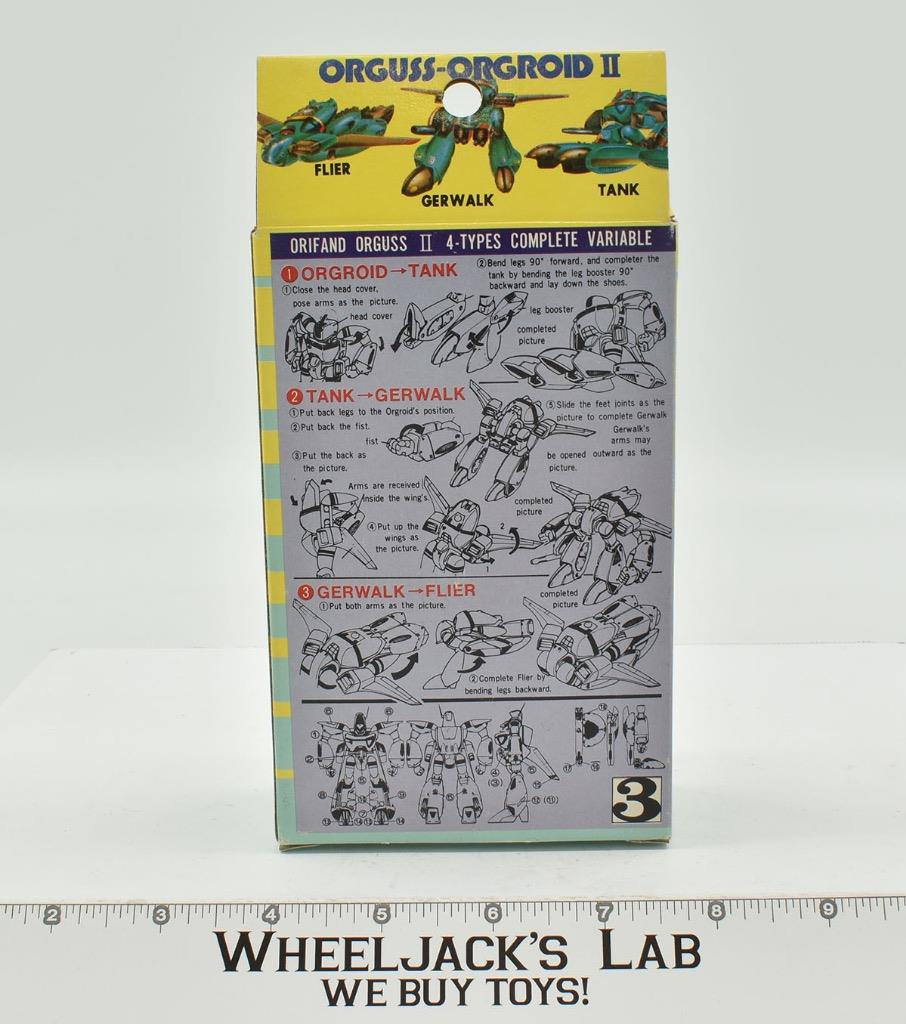 ORGUSS-ORGROID II
FLIER
GERWALK
TANK
ORIFAND ORGUSS II 4-TYPES COMPLETE VARIABLE
1 ORGROID→TANK
①Close the head cover,
pose arms as the picture.
head cover
②Bend legs 90° forward, and completer the
tank by bending the leg booster 90°
backward and lay down the shoes.
leg booster
completed
picture
2 TANK→GERWALK
①Put back legs to the Orgroid's position.
②Put back the fist.
fist
③Put the back as
the picture.
Arms are received
inside the wing's
④Put up the
wings as
the picture.
2
⑤Slide the feet joints as the
picture to complete Gerwalk
Gerwalk's
arms may
be opened outward as the
picture.
completed
picture
3 GERWALK→FLIER
①Put both arms as the picture.
②Complete Flier by
bending legs backward.
completed
picture
3
2 3 4 5 6 7 8 9
WHEELJACK'S LAB
WE BUY TOYS!